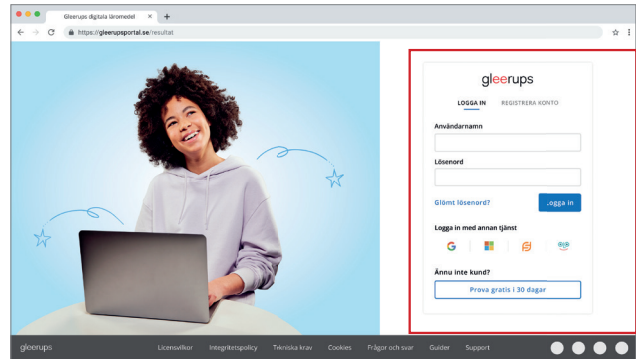 Gleerups digitala läromedel
https://gleerupsportal.se/resultat
gleerups
LOGGA IN REGISTRERA KONTO
Användarnamn
Lösenord
Glömt lösenord? .ogga in
Logga in med annan tjänst
Ännu inte kund?
Prova gratis i 30 dagar
gleerups Licensvillkor Integritetspolicy Tekniska krav Cookies Frågor och svar Guider Support